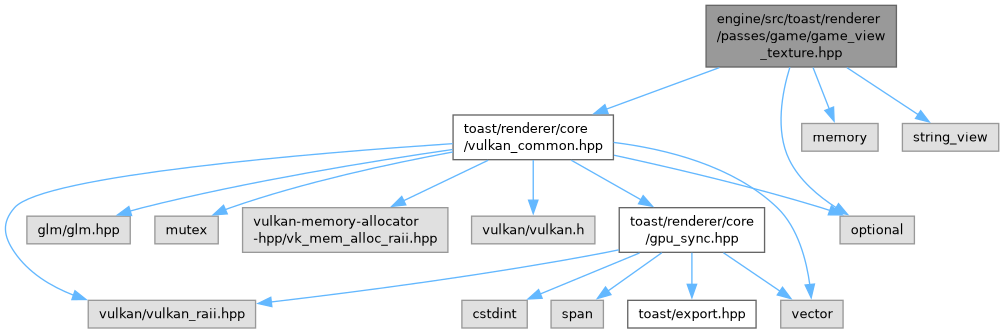 engine/src/toast/renderer
/passes/game/game_view
_texture.hpp
toast/renderer/core
/vulkan_common.hpp
memory
string_view
glm/glm.hpp
mutex
vulkan-memory-allocator
-hpp/vk_mem_alloc_raii.hpp
vulkan/vulkan.h
toast/renderer/core
/gpu_sync.hpp
optional
vulkan/vulkan_raii.hpp
cstdint
span
toast/export.hpp
vector